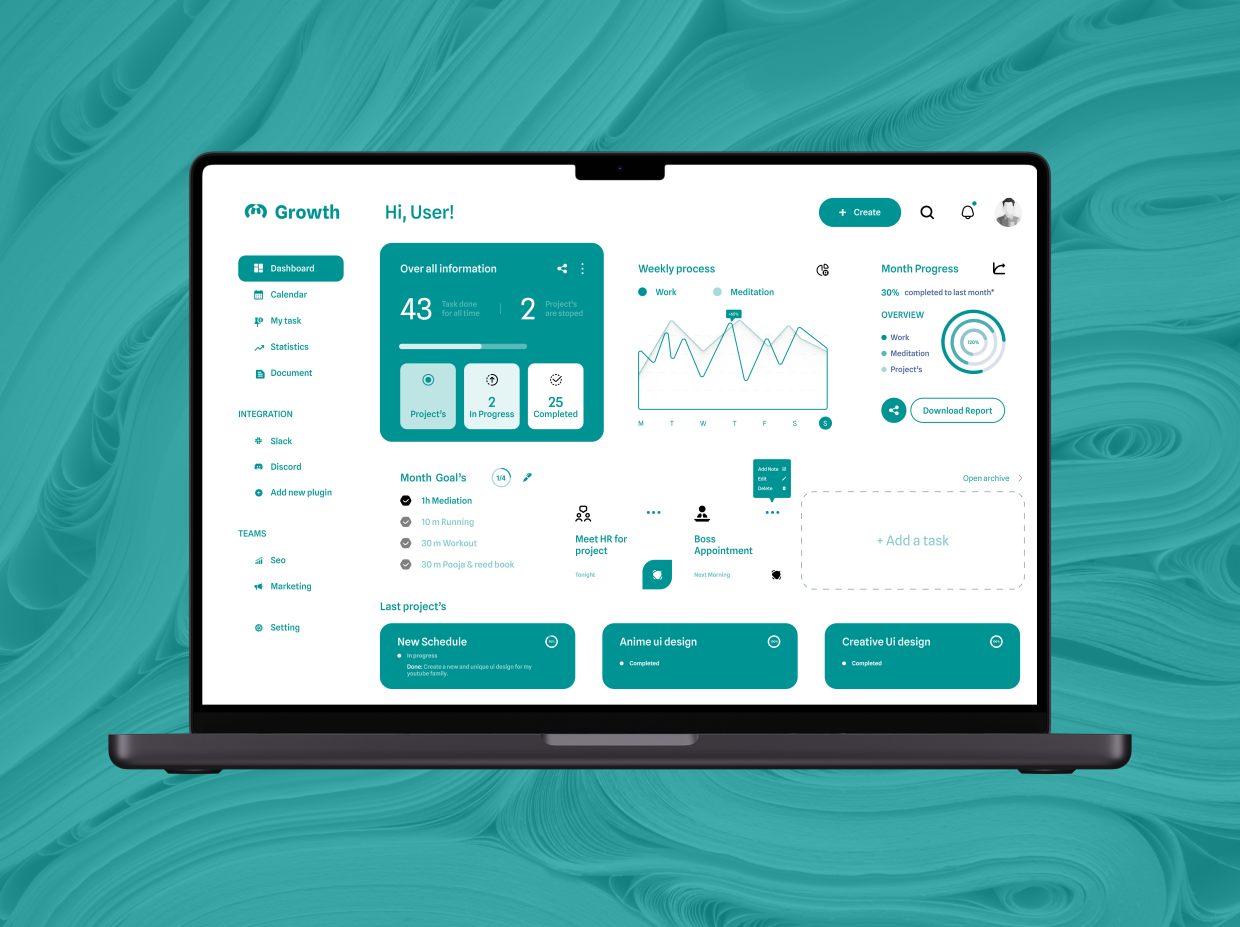 Growth
Hi, User!
+ Create
Dashboard
Calendar
My task
Statistics
Document
INTEGRATION
Slack
Discord
Add new plugin
TEAMS
Seo
Marketing
Setting
Over all information
43
Task done
for all time
2
Project's
are stoped
Project's
2
In Progress
25
Completed
Weekly process
Work
Meditation
+60%
M T W T F S S
Month Progress
30% completed to last month*
OVERVIEW
Work
Meditation
Project's
120%
Download Report
Month Goal's
1/4
1h Mediation
10 m Running
30 m Workout
30 m Pooja & reed book
Meet HR for
project
Tonight
Add Note
Edit
Delete
Boss
Appointment
Next Morning
Open archive
+ Add a task
Last project's
New Schedule
In progress
Done: Create a new and unique ui design for my
youtube family.
Anime ui design
Completed
Creative Ui design
Completed